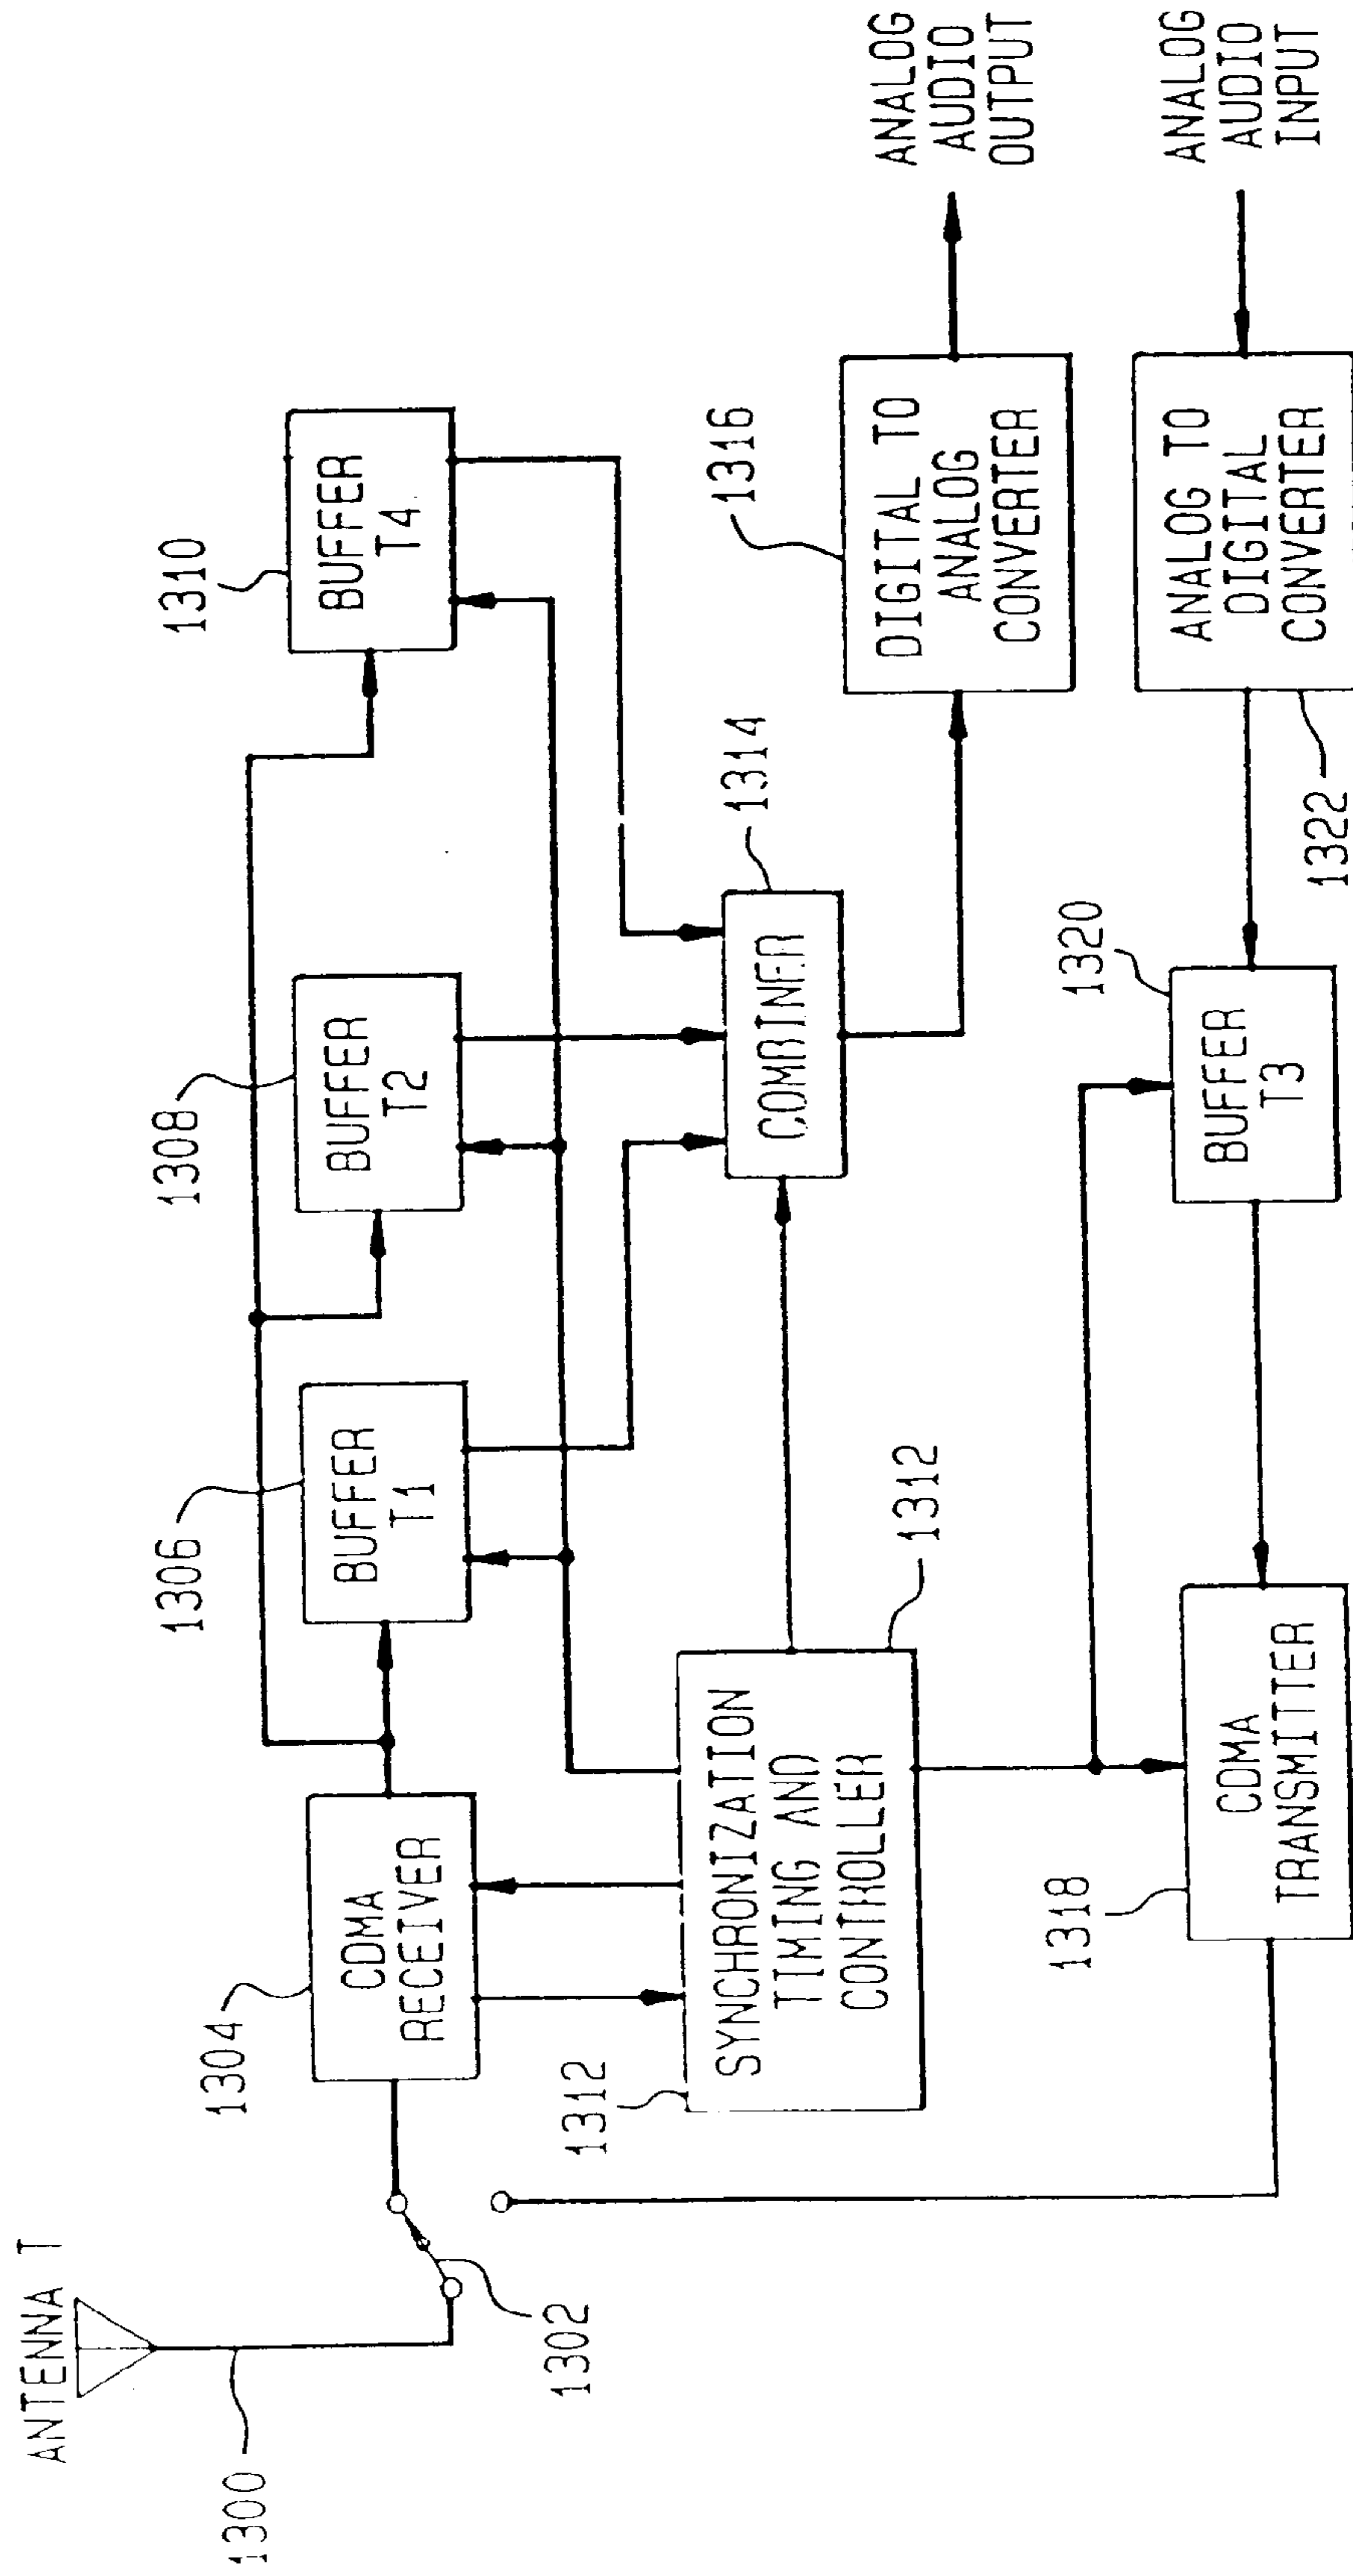 ANTENNA T
1300
1302
1304
CDMA
RECEIVER
1306
BUFFER
T1
1308
BUFFER
T2
1310
BUFFER
T4
1312
SYNCHRONIZATION
TIMING AND
CONTROLLER
1312
COMBINER
1314
1316
DIGITAL TO
ANALOG
CONVERTER
ANALOG
AUDIO
OUTPUT
1318
CDMA
TRANSMITTER
BUFFER
T3
1320
ANALOG TO
DIGITAL
CONVERTER
1322
ANALOG
AUDIO
INPUT